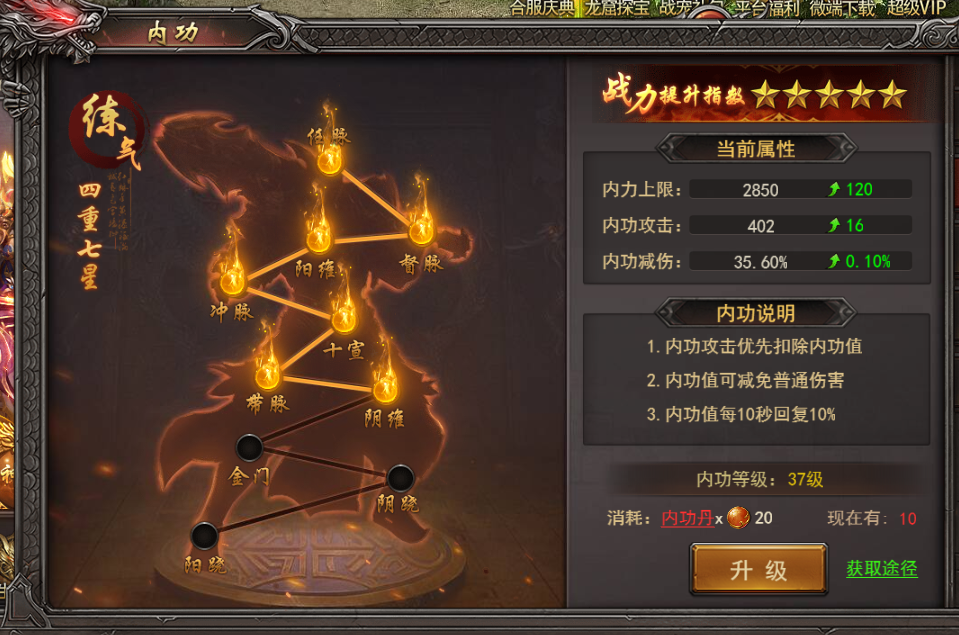 合服庆典 龙窟探宝 战宠礼包 平台福利 微端下载 超级VIP
内功
练气
四重七星
战力提升指数
任脉
督脉
阳维
冲脉
十宣
带脉
阴维
金门
阴跷
阳跷
当前属性
内力上限: 2850 120
内功攻击: 402 16
内功减伤: 35.60% 0.10%
内功说明
1. 内功攻击优先扣除内功值
2. 内功值可减免普通伤害
3. 内功值每10秒回复10%
内功等级: 37级
消耗: 内功丹x 20 现在有: 10
升级 获取途径